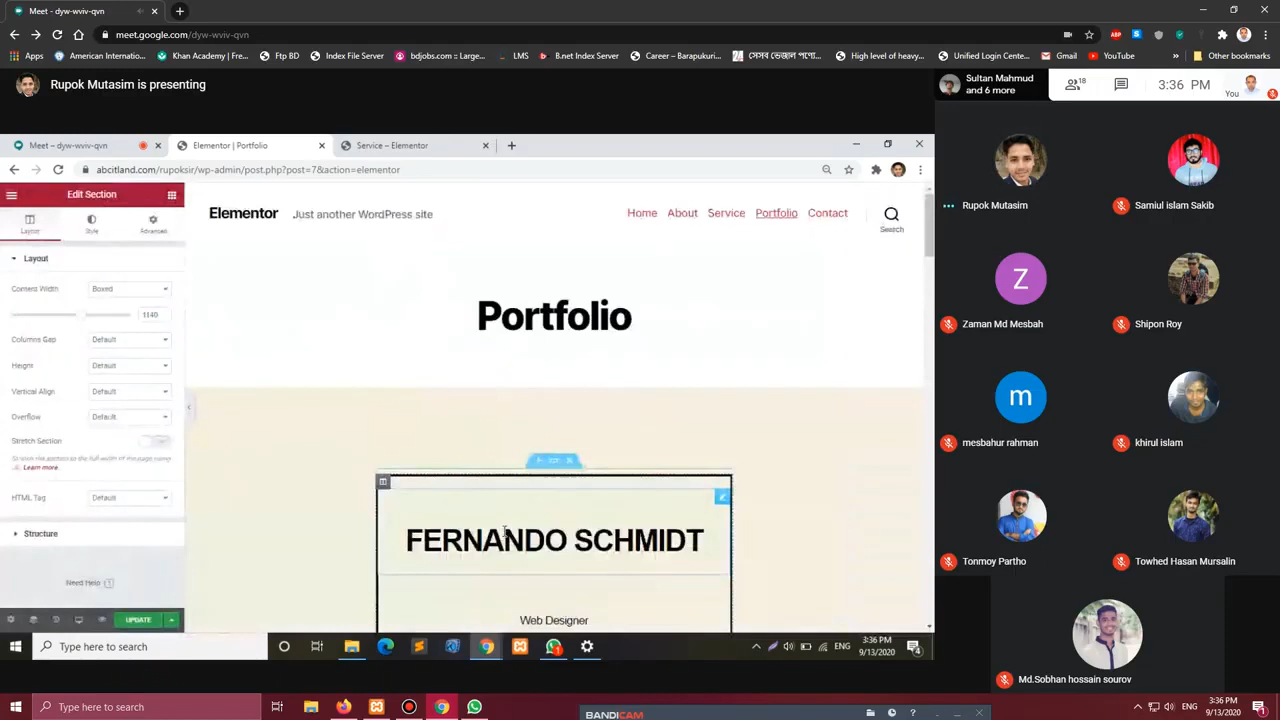 Meet - dyw-wviv-qvn
meet.google.com/dyw-wviv-qvn
Apps
American Internatio...
Khan Academy | Fre...
Ftp BD
Index File Server
bdjobs.com :: Large...
LMS
B.net Index Server
Career – Barapukuri...
সেসব ভেজাল পণ্যে...
High level of heavy...
Unified Login Center
Gmail
YouTube
»
Other bookmarks
Rupok Mutasim is presenting
Sultan Mahmud
and 6 more
18
3:36 PM
You
Meet – dyw-wviv-qvn
Elementor | Portfolio
Service – Elementor
abcitland.com/rupoksir/wp-admin/post.php?post=7&action=elementor
Edit Section
Layout
Style
Advanced
Layout
Content Width
Boxed
1140
Columns Gap
Default
Height
Default
Vertical Align
Default
Overflow
Default
Stretch Section
Learn more.
HTML Tag
Default
Structure
Need Help
UPDATE
Elementor
Just another WordPress site
Home
About
Service
Portfolio
Contact
Search
Portfolio
FERNANDO SCHMIDT
Web Designer
Rupok Mutasim
Samiul islam Sakib
Z
Zaman Md Mesbah
Shipon Roy
m
mesbahur rahman
khirul islam
Tonmoy Partho
Towhed Hasan Mursalin
Md.Sobhan hossain sourov
Type here to search
ENG
3:36 PM
9/13/2020
4
Type here to search
ENG
3:36 PM
9/13/2020
BANDICAM